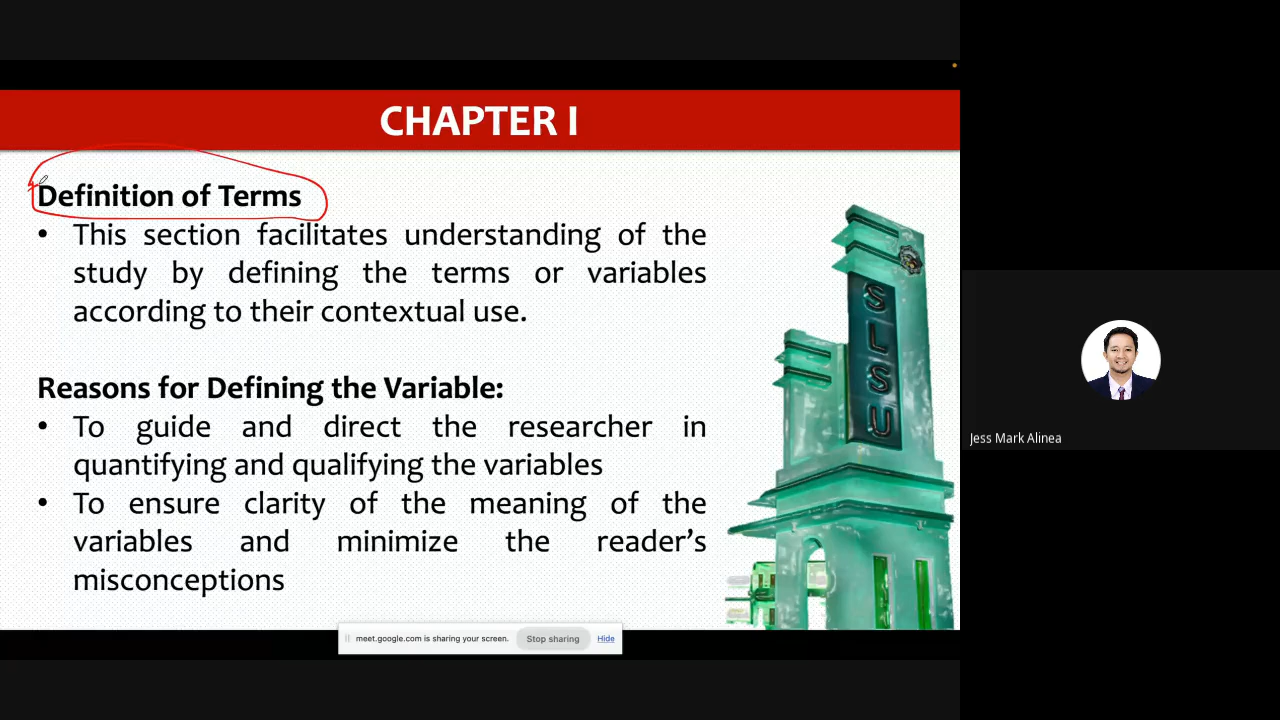 CHAPTER I
Definition of Terms
• This section facilitates understanding of the
study by defining the terms or variables
according to their contextual use.
Reasons for Defining the Variable:
• To guide and direct the researcher in
quantifying and qualifying the variables
• To ensure clarity of the meaning of the
variables and minimize the reader’s
misconceptions
SLSU
meet.google.com is sharing your screen. Stop sharing Hide
Jess Mark Alinea